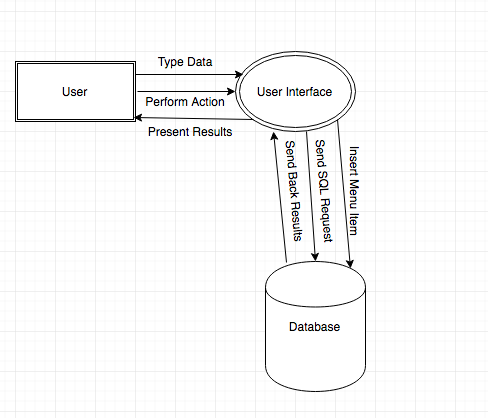 Type Data
User
User Interface
Perform Action
Present Results
Send Back Results
Send SQL Request
Insert Menu Item
Database